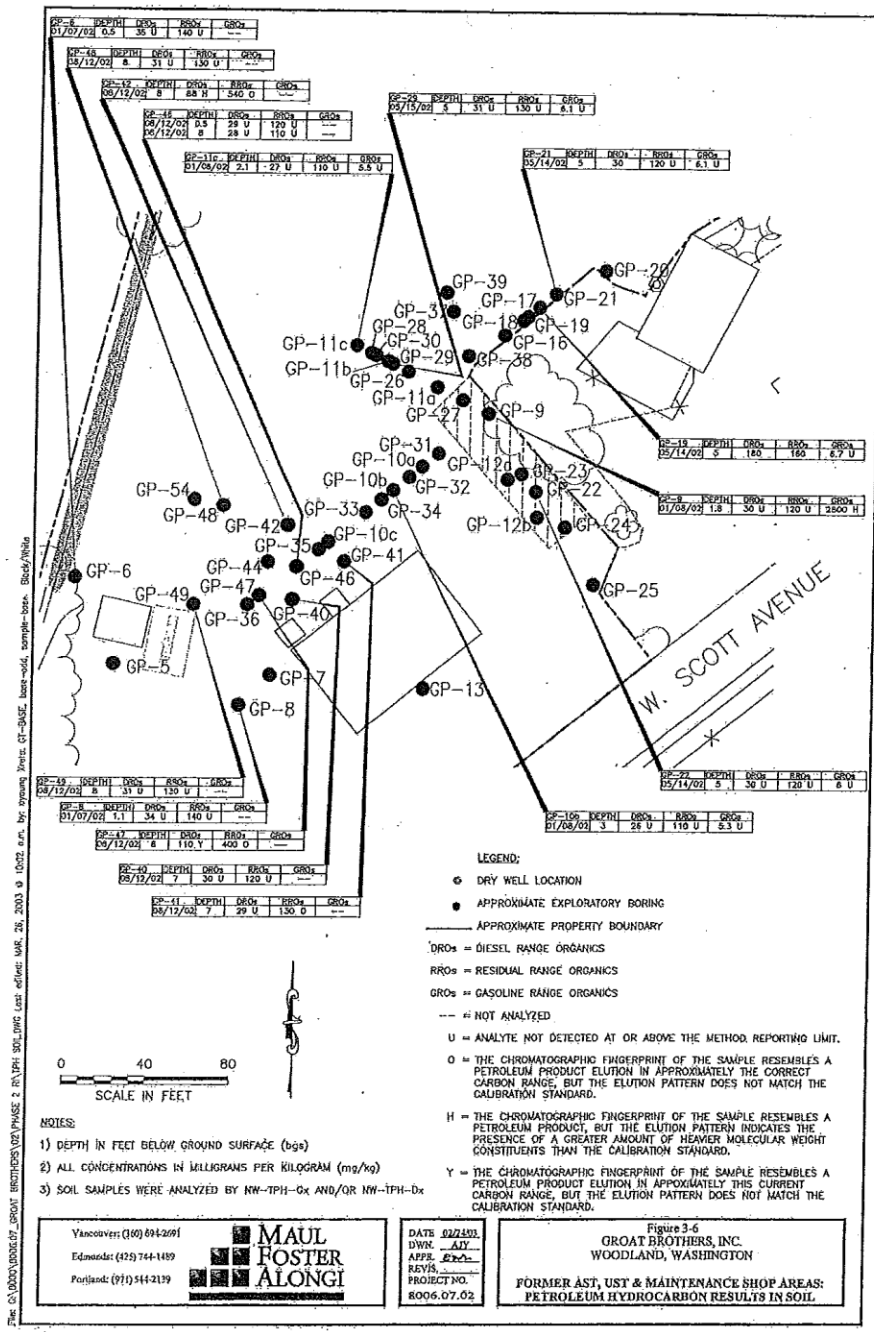 GP-6 DEPTH DROs RROs GROs
01/07/02 0.5 35 U 140 U --
GP-48 DEPTH DROs RROs GROs
08/12/02 8 31 U 130 U --
GP-42 DEPTH DROs RROs GROs
08/12/02 8 88 H 540 O --
DEPTH DROs RROs GROs
08/12/02 0.5 29 U 120 U --
08/12/02 8 28 U 110 U --
GP-11c DEPTH DROs RROs GROs
01/08/02 2.1 27 U 110 U 5.5 U
GP-29 DEPTH DROs RROs GROs
05/15/02 5 31 U 130 U 6.1 U
GP-21 DEPTH DROs RROs GROs
05/14/02 5 30 120 U 6.1 U
GP-39
GP-20
GP-37
GP-17
GP-21
GP-28
GP-18
GP-19
GP-30
GP-16
GP-11c
GP-29
GP-38
GP-11b
GP-26
GP-11a
GP-27
GP-9
GP-31
GP-10a
GP-12a
GP-23
GP-10b
GP-32
GP-22
GP-54
GP-48
GP-33
GP-34
GP-12b
GP-24
GP-42
GP-35
GP-10c
GP-44
GP-41
GP-6
GP-46
GP-25
GP-47
GP-49
GP-36
GP-40
GP-5
GP-7
GP-13
GP-8
W. SCOTT AVENUE
GP-19 DEPTH DROs RROs GROs
05/14/02 5 180 160 6.7 U
GP-9 DEPTH DROs RROs GROs
01/08/02 1.8 30 U 120 U 2800 H
GP-22 DEPTH DROs RROs GROs
05/14/02 5 30 U 120 U 6 U
GP-10b DEPTH DROs RROs GROs
01/08/02 3 26 U 110 U 5.3 U
GP-49 DEPTH DROs RROs GROs
08/12/02 8 31 U 130 U --
GP-8 DEPTH DROs RROs GROs
01/07/02 1.1 34 U 140 U --
GP-47 DEPTH DROs RROs GROs
08/12/02 110 Y 400 O --
GP-40 DEPTH DROs RROs GROs
08/12/02 7 30 U 120 U --
GP-41 DEPTH DROs RROs GROs
08/12/02 7 29 U 130 O --
LEGEND:
DRY WELL LOCATION
APPROXIMATE EXPLORATORY BORING
APPROXIMATE PROPERTY BOUNDARY
DROs = DIESEL RANGE ORGANICS
RROs = RESIDUAL RANGE ORGANICS
GROs = GASOLINE RANGE ORGANICS
-- = NOT ANALYZED
U = ANALYTE NOT DETECTED AT OR ABOVE THE METHOD REPORTING LIMIT.
O = THE CHROMATOGRAPHIC FINGERPRINT OF THE SAMPLE RESEMBLES A
PETROLEUM PRODUCT ELUTION IN APPROXIMATELY THE CORRECT
CARBON RANGE, BUT THE ELUTION PATTERN DOES NOT MATCH THE
CALIBRATION STANDARD.
H = THE CHROMATOGRAPHIC FINGERPRINT OF THE SAMPLE RESEMBLES A
PETROLEUM PRODUCT, BUT THE ELUTION PATTERN INDICATES THE
PRESENCE OF A GREATER AMOUNT OF HEAVIER MOLECULAR WEIGHT
CONSTITUENTS THAN THE CALIBRATION STANDARD.
Y = THE CHROMATOGRAPHIC FINGERPRINT OF THE SAMPLE RESEMBLES A
PETROLEUM PRODUCT ELUTION IN APPOXIMATELY THIS CURRENT
CARBON RANGE, BUT THE ELUTION PATTERN DOES NOT MATCH THE
CALIBRATION STANDARD.
0 40 80
SCALE IN FEET
NOTES:
1) DEPTH IN FEET BELOW GROUND SURFACE (bgs)
2) ALL CONCENTRATIONS IN MILLIGRAMS PER KILOGRAM (mg/kg)
3) SOIL SAMPLES WERE ANALYZED BY NW-TPH-Gx AND/OR NW-TPH-Dx
Vancouver: (360) 694-2691
Edmonds: (425) 744-1489
Portland: (971) 544-2139
MAUL
FOSTER
ALONGI
DATE 02/24/03
DWN. AJY
APPR.
REVIS.
PROJECT NO.
8006.07.02
Figure 3-6
GROAT BROTHERS, INC.
WOODLAND, WASHINGTON
FORMER AST, UST & MAINTENANCE SHOP AREAS:
PETROLEUM HYDROCARBON RESULTS IN SOIL